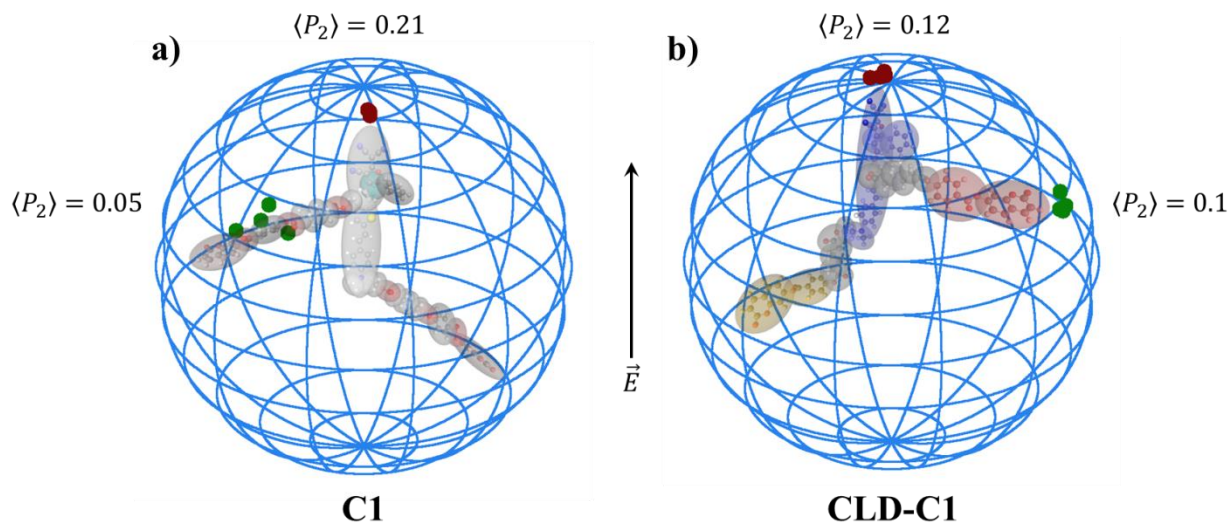 ⟨P₂⟩ = 0.21
⟨P₂⟩ = 0.12
a)
b)
⟨P₂⟩ = 0.05
⟨P₂⟩ = 0.1
E⃗
C1
CLD-C1